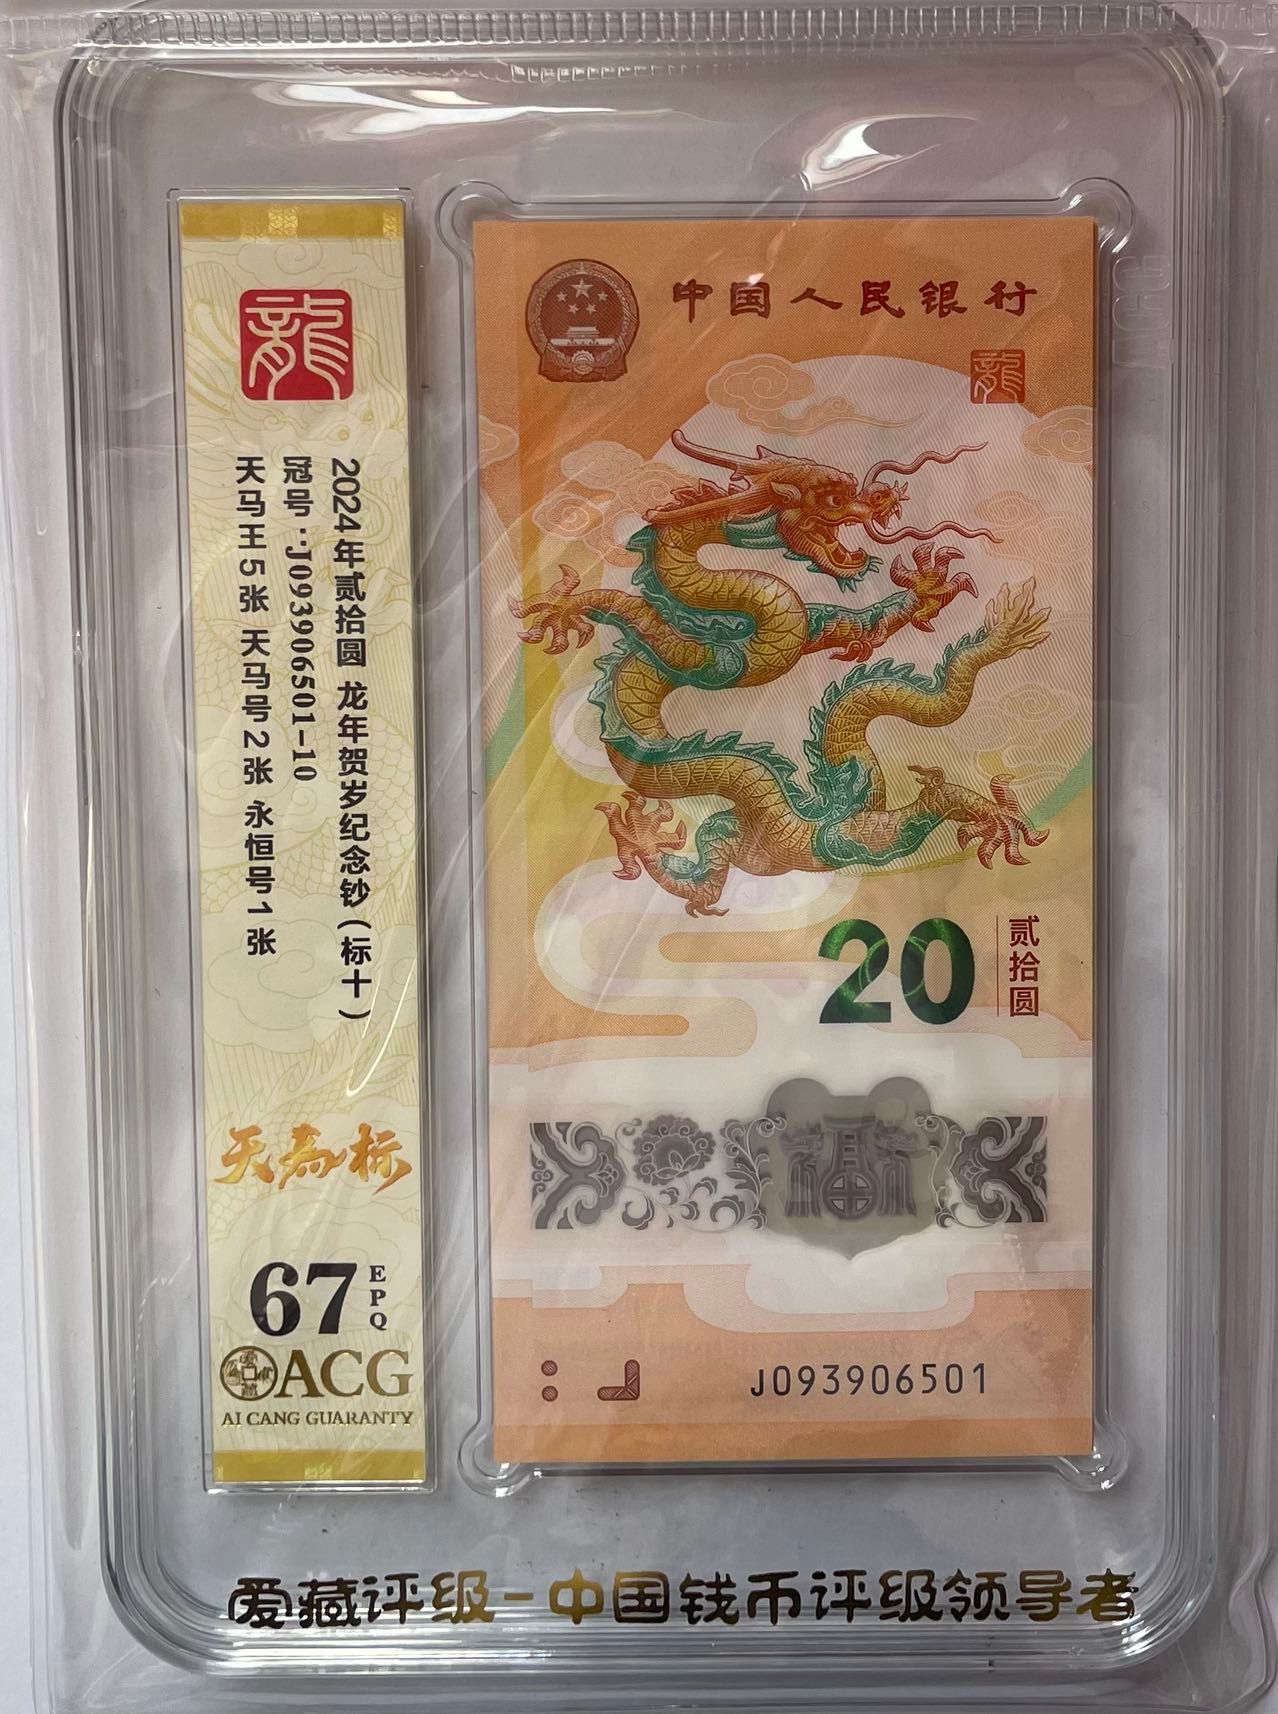 龍
2024年贰拾圆 龙年贺岁纪念钞(标十)
冠号:J093906501-10
天马王5张 天马号2张 永恒号1张
天马标
67
EPQ
ACG
AI CANG GUARANTY
中国人民银行
龍
20
贰拾圆
J093906501
爱藏评级-中国钱币评级领导者